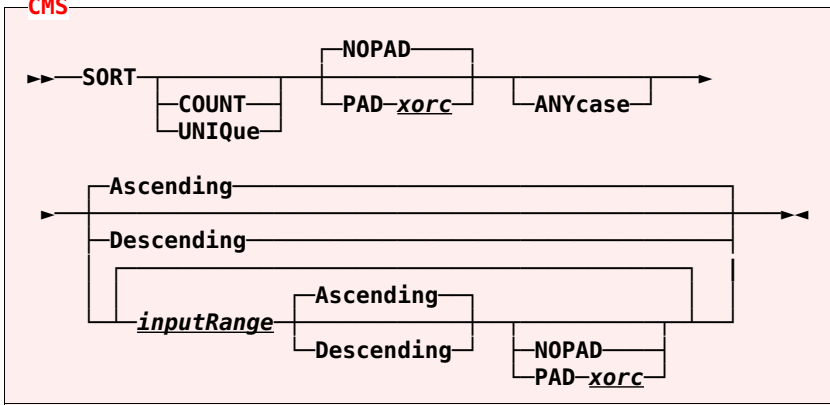 CMS
NOPAD
SORT
COUNT PAD xorc ANYcase
UNIQue
Ascending
Descending
Ascending
inputRange
Descending NOPAD
PAD xorc